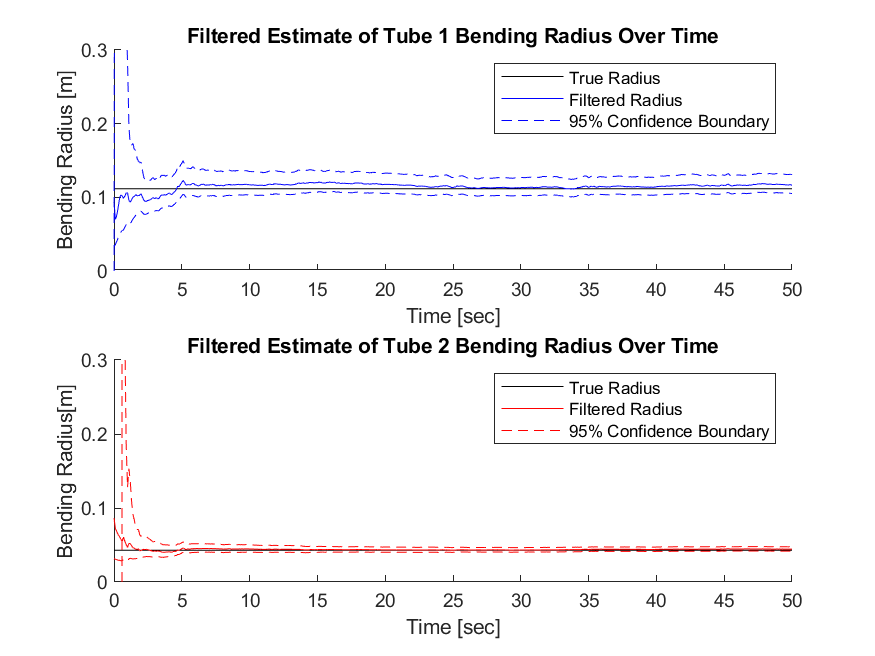 Filtered Estimate of Tube 1 Bending Radius Over Time
0.3
0.2
0.1
0
Bending Radius [m]
True Radius
Filtered Radius
95% Confidence Boundary
0 5 10 15 20 25 30 35 40 45 50
Time [sec]
Filtered Estimate of Tube 2 Bending Radius Over Time
0.3
0.2
0.1
0
Bending Radius[m]
True Radius
Filtered Radius
95% Confidence Boundary
0 5 10 15 20 25 30 35 40 45 50
Time [sec]